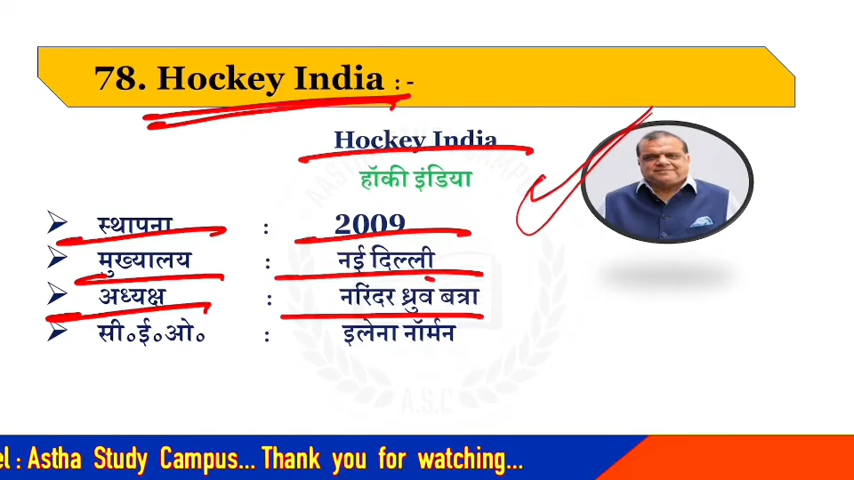 78. Hockey India : -
Hockey India
हॉकी इंडिया
➢ स्थापना : 2009
➢ मुख्यालय : नई दिल्ली
➢ अध्यक्ष : नरिंदर ध्रुव बत्रा
➢ सी॰ई॰ओ॰ : इलेना नॉर्मन
A.S.C
el : Astha Study Campus... Thank you for watching...